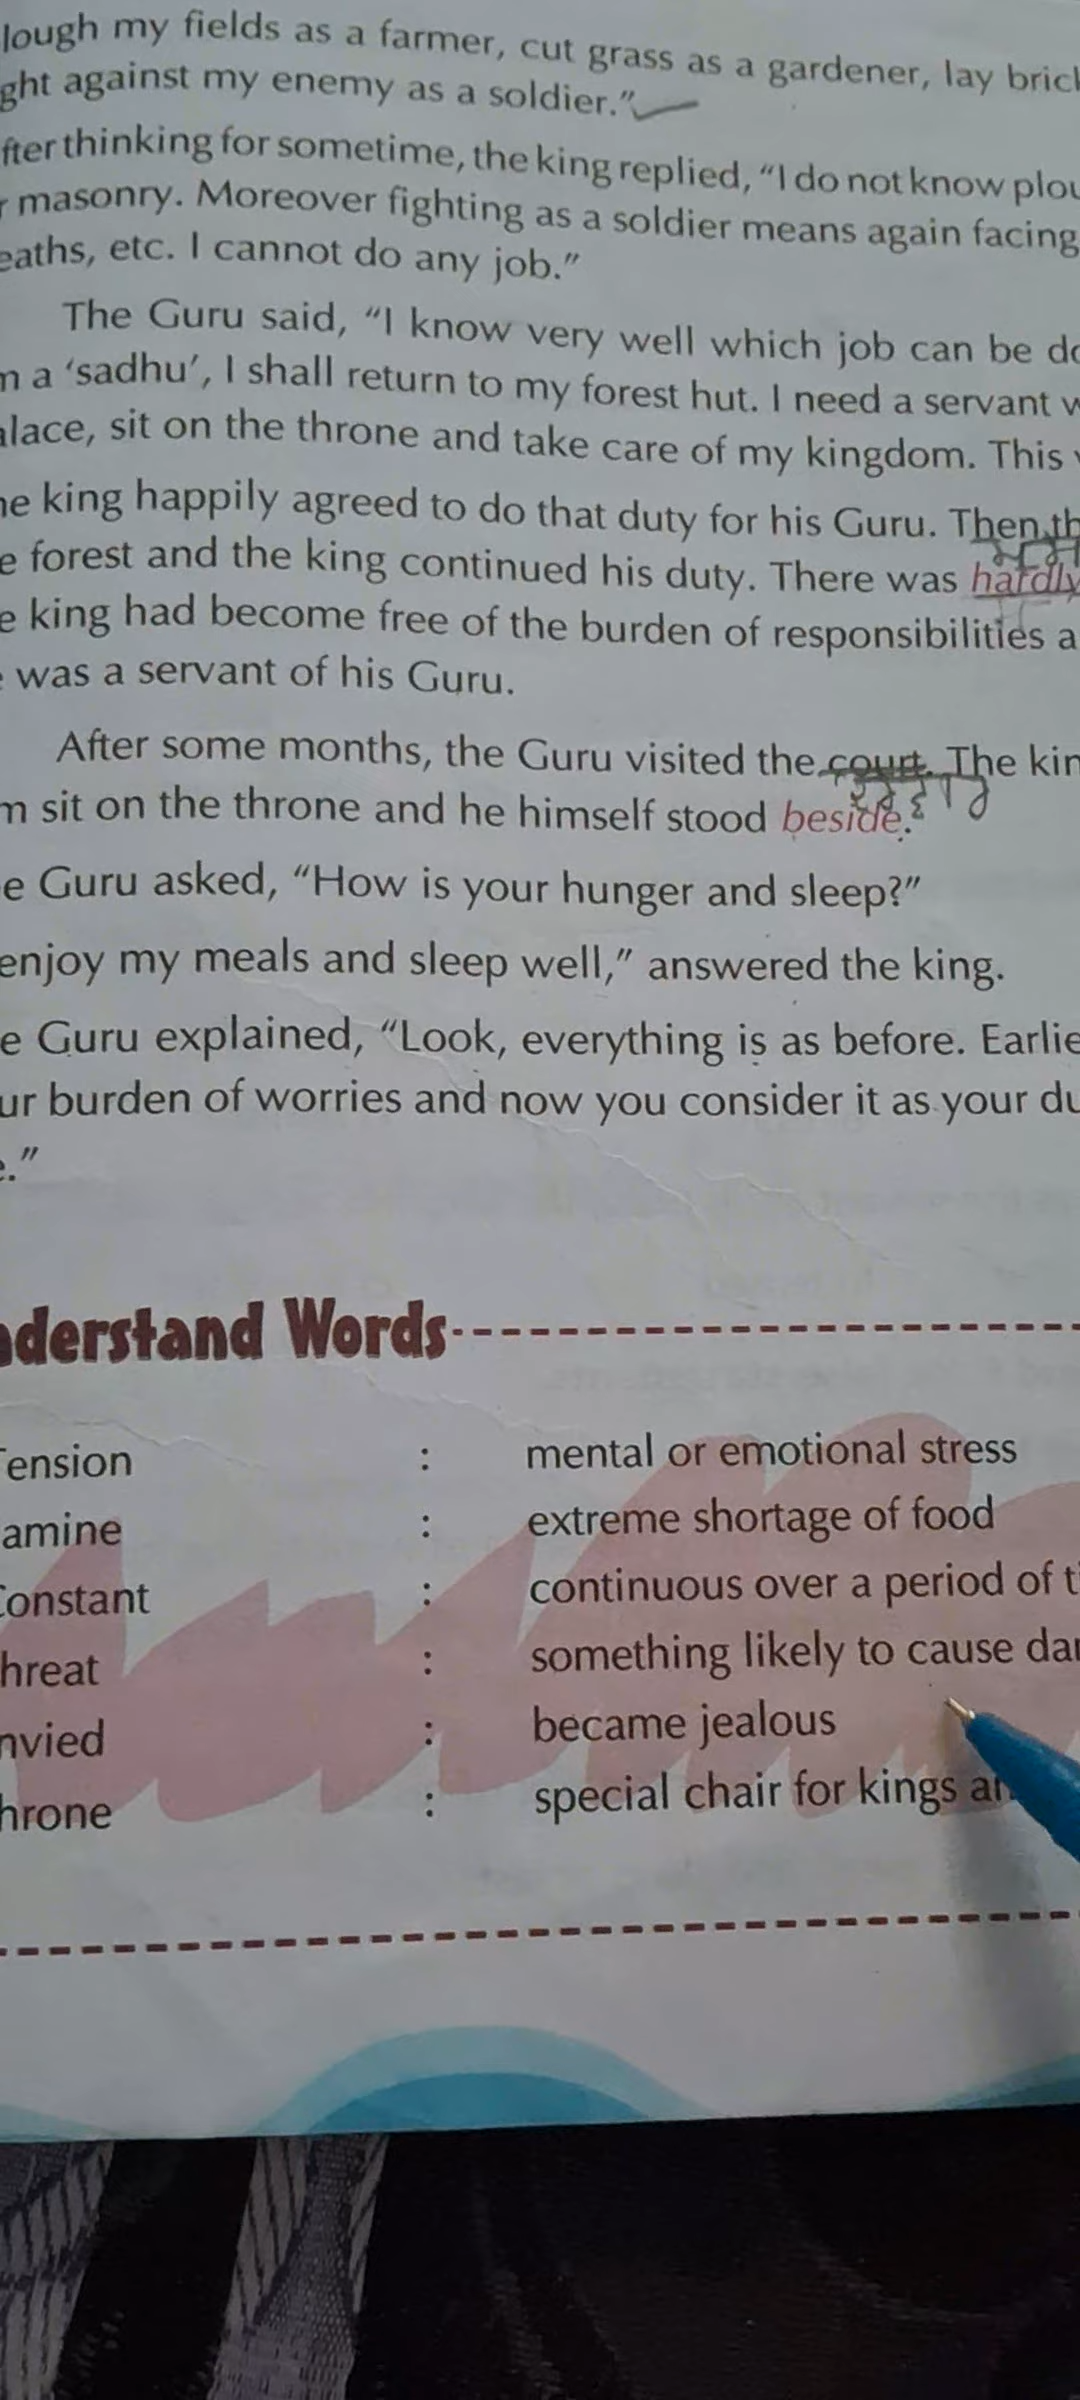 lough my fields as a farmer, cut grass as a gardener, lay
ght against my enemy as a soldier."
fter thinking for sometime, the king replied, "I do not know
masonry. Moreover fighting as a soldier means again facing
eaths, etc. I cannot do any job."
The Guru said, "I know very well which job can be
a 'sadhu', I shall return to my forest hut. I need a servant
alace, sit on the throne and take care of my kingdom. This
king happily agreed to do that duty for his Guru. Then
forest and the king continued his duty. There was hardly
king had become free of the burden of responsibilities
was a servant of his Guru.
After some months, the Guru visited the court. The
sit on the throne and he himself stood beside.
e Guru asked, "How is your hunger and sleep?"
enjoy my meals and sleep well," answered the king.
e Guru explained, "Look, everything is as before. Earlie
ur burden of worries and now you consider it as your du
."
derstand Words
Tension : mental or emotional stress
amine : extreme shortage of food
Constant : continuous over a period of
hreat : something likely to cause
nvied : became jealous
hrone : special chair for kings